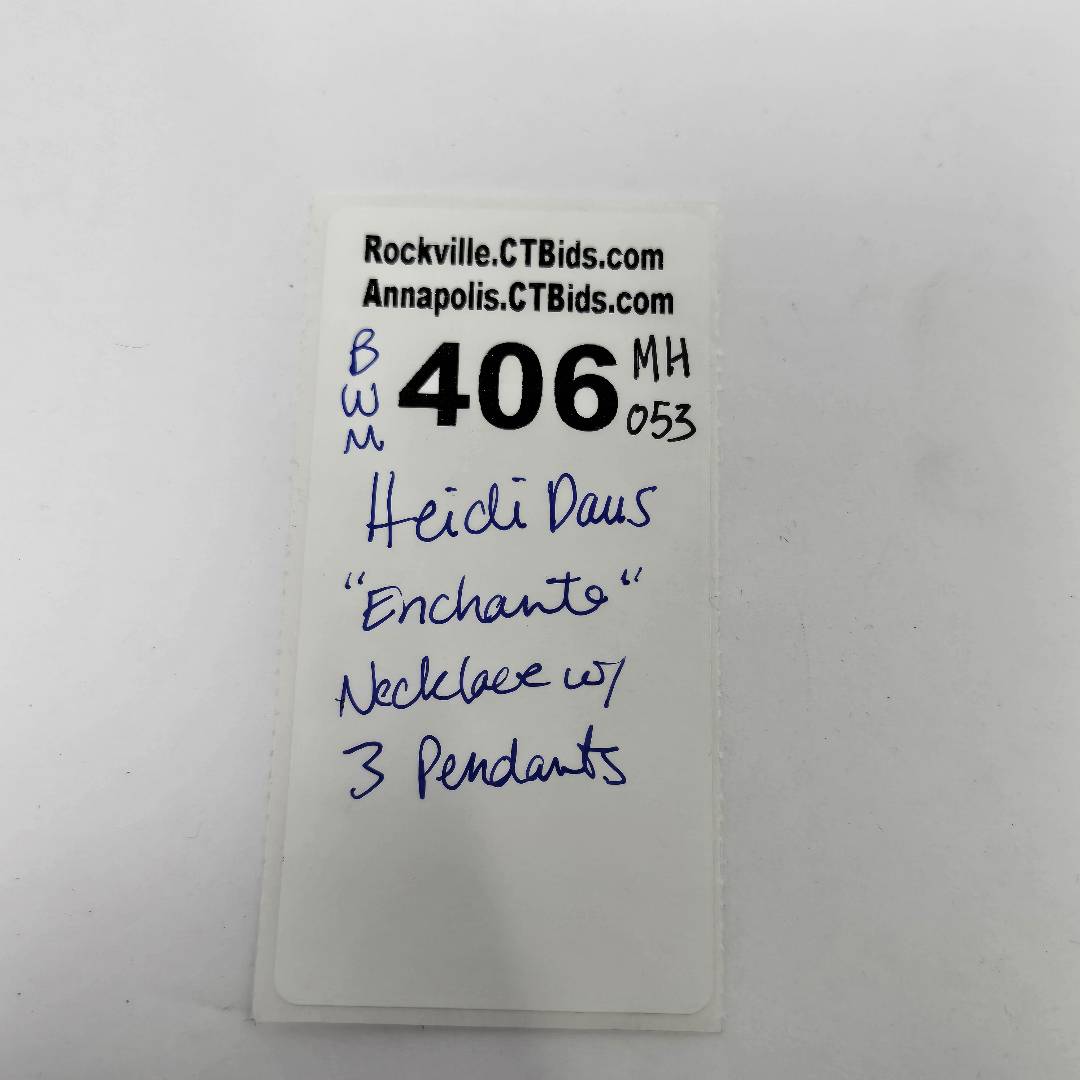 Rockville.CTBids.com
Annapolis.CTBids.com
B
W
M
406
MH
053
Heidi Daus
"Enchante"
Necklace w/
3 Pendants